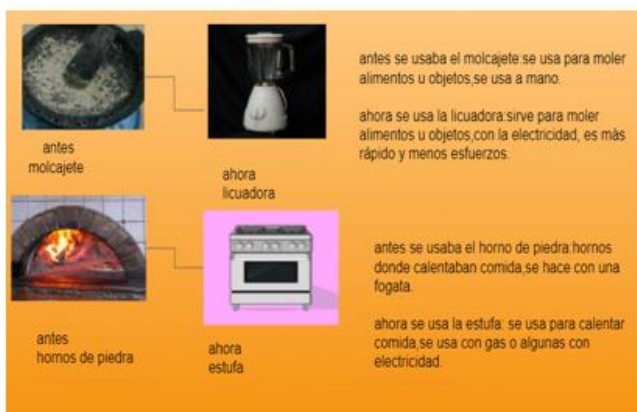 antes
molcajete
ahora
licuadora
antes se usaba el molcajete:se usa para moler
alimentos u objetos,se usa a mano.
ahora se usa la licuadora:sirve para moler
alimentos u objetos,con la electricidad, es màs
rápido y menos esfuerzos.
antes
hornos de piedra
ahora
estufa
antes se usaba el horno de piedra:hornos
donde calentaban comida,se hace con una
fogata.
ahora se usa la estufa: se usa para calentar
comida,se usa con gas o algunas con
electricidad.